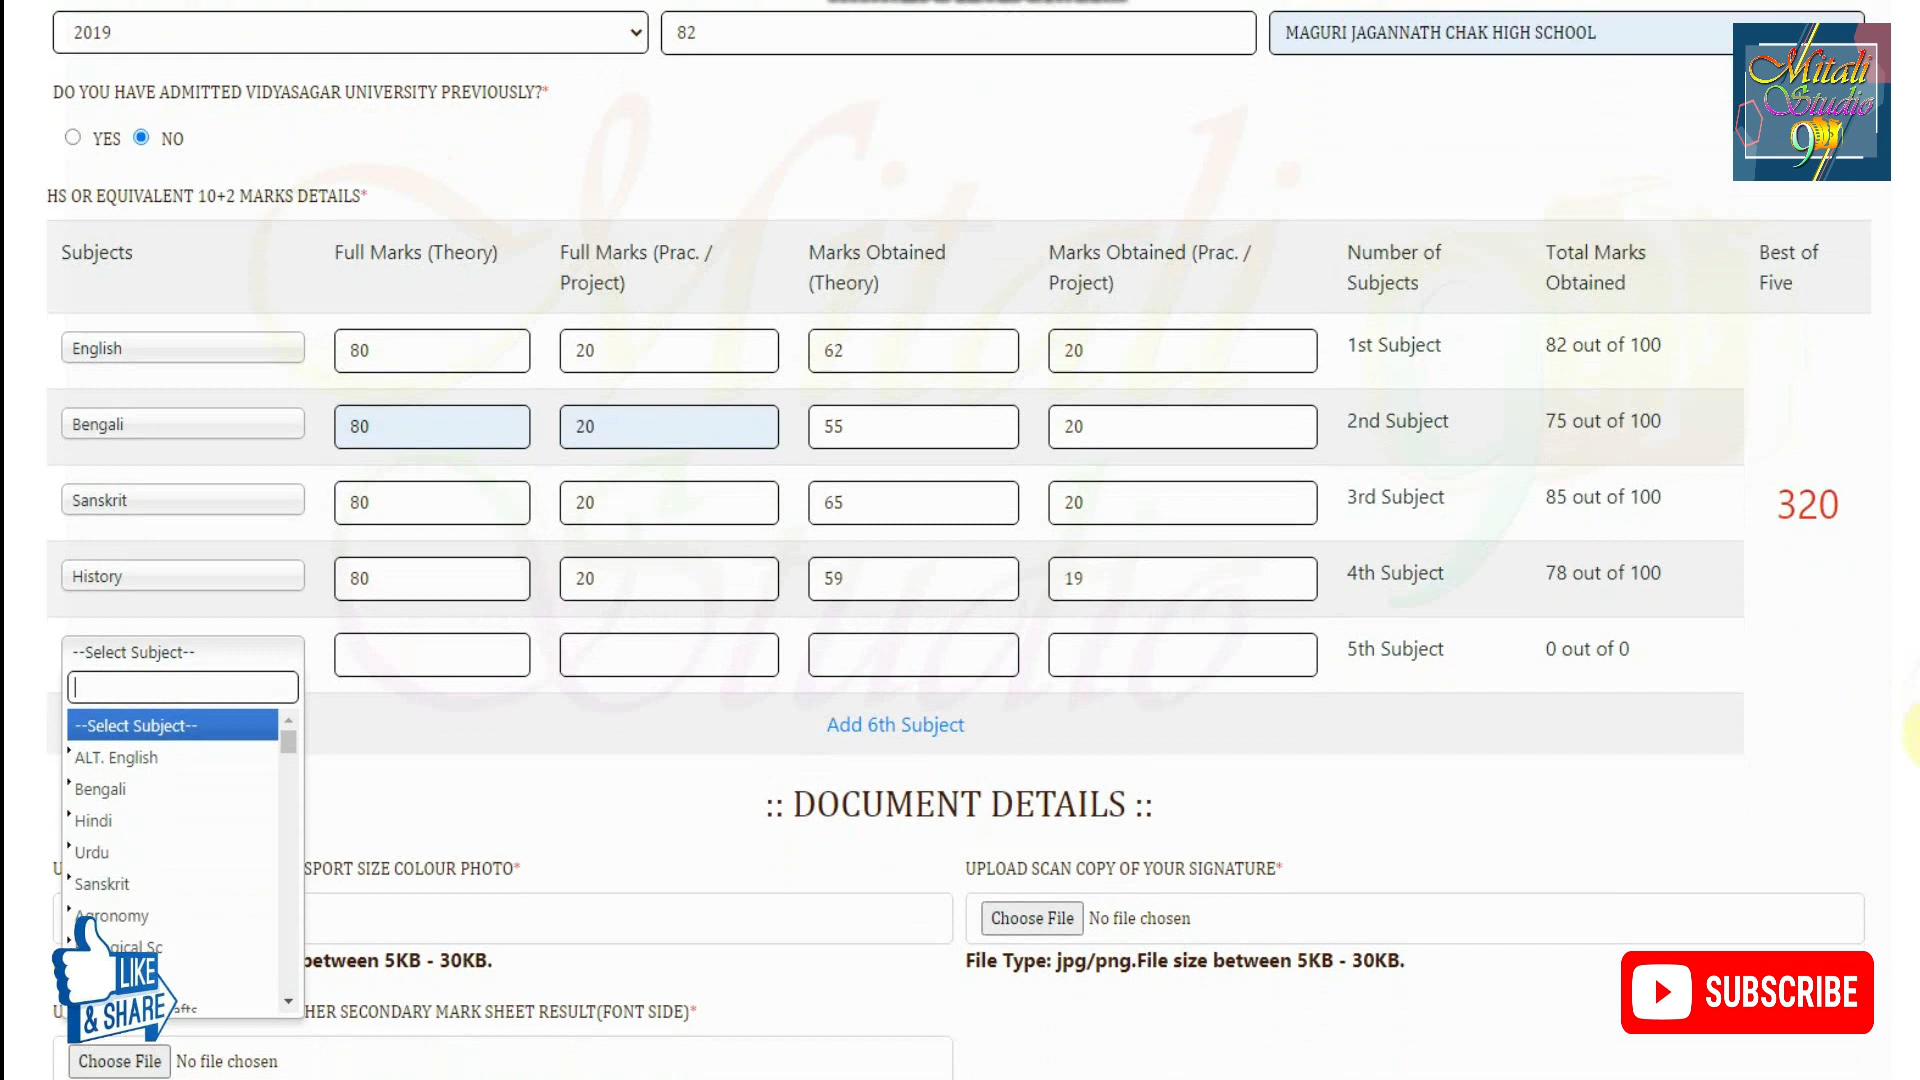 2019
82
MAGURI JAGANNATH CHAK HIGH SCHOOL
Mitali
Studio
9
DO YOU HAVE ADMITTED VIDYASAGAR UNIVERSITY PREVIOUSLY?*
YES NO
HS OR EQUIVALENT 10+2 MARKS DETAILS*
Subjects Full Marks (Theory) Full Marks (Prac. / Project) Marks Obtained (Theory) Marks Obtained (Prac. / Project) Number of Subjects Total Marks Obtained Best of Five
English 80 20 62 20 1st Subject 82 out of 100
Bengali 80 20 55 20 2nd Subject 75 out of 100
Sanskrit 80 20 65 20 3rd Subject 85 out of 100
320
History 80 20 59 19 4th Subject 78 out of 100
--Select Subject-- 5th Subject 0 out of 0
--Select Subject--
Add 6th Subject
ALT. English
Bengali
Hindi
Urdu
Sanskrit
Agronomy
:: DOCUMENT DETAILS ::
SPORT SIZE COLOUR PHOTO*
UPLOAD SCAN COPY OF YOUR SIGNATURE*
Choose File No file chosen
between 5KB - 30KB.
File Type: jpg/png.File size between 5KB - 30KB.
LIKE
& SHARE
SUBSCRIBE
HER SECONDARY MARK SHEET RESULT(FONT SIDE)*
Choose File No file chosen